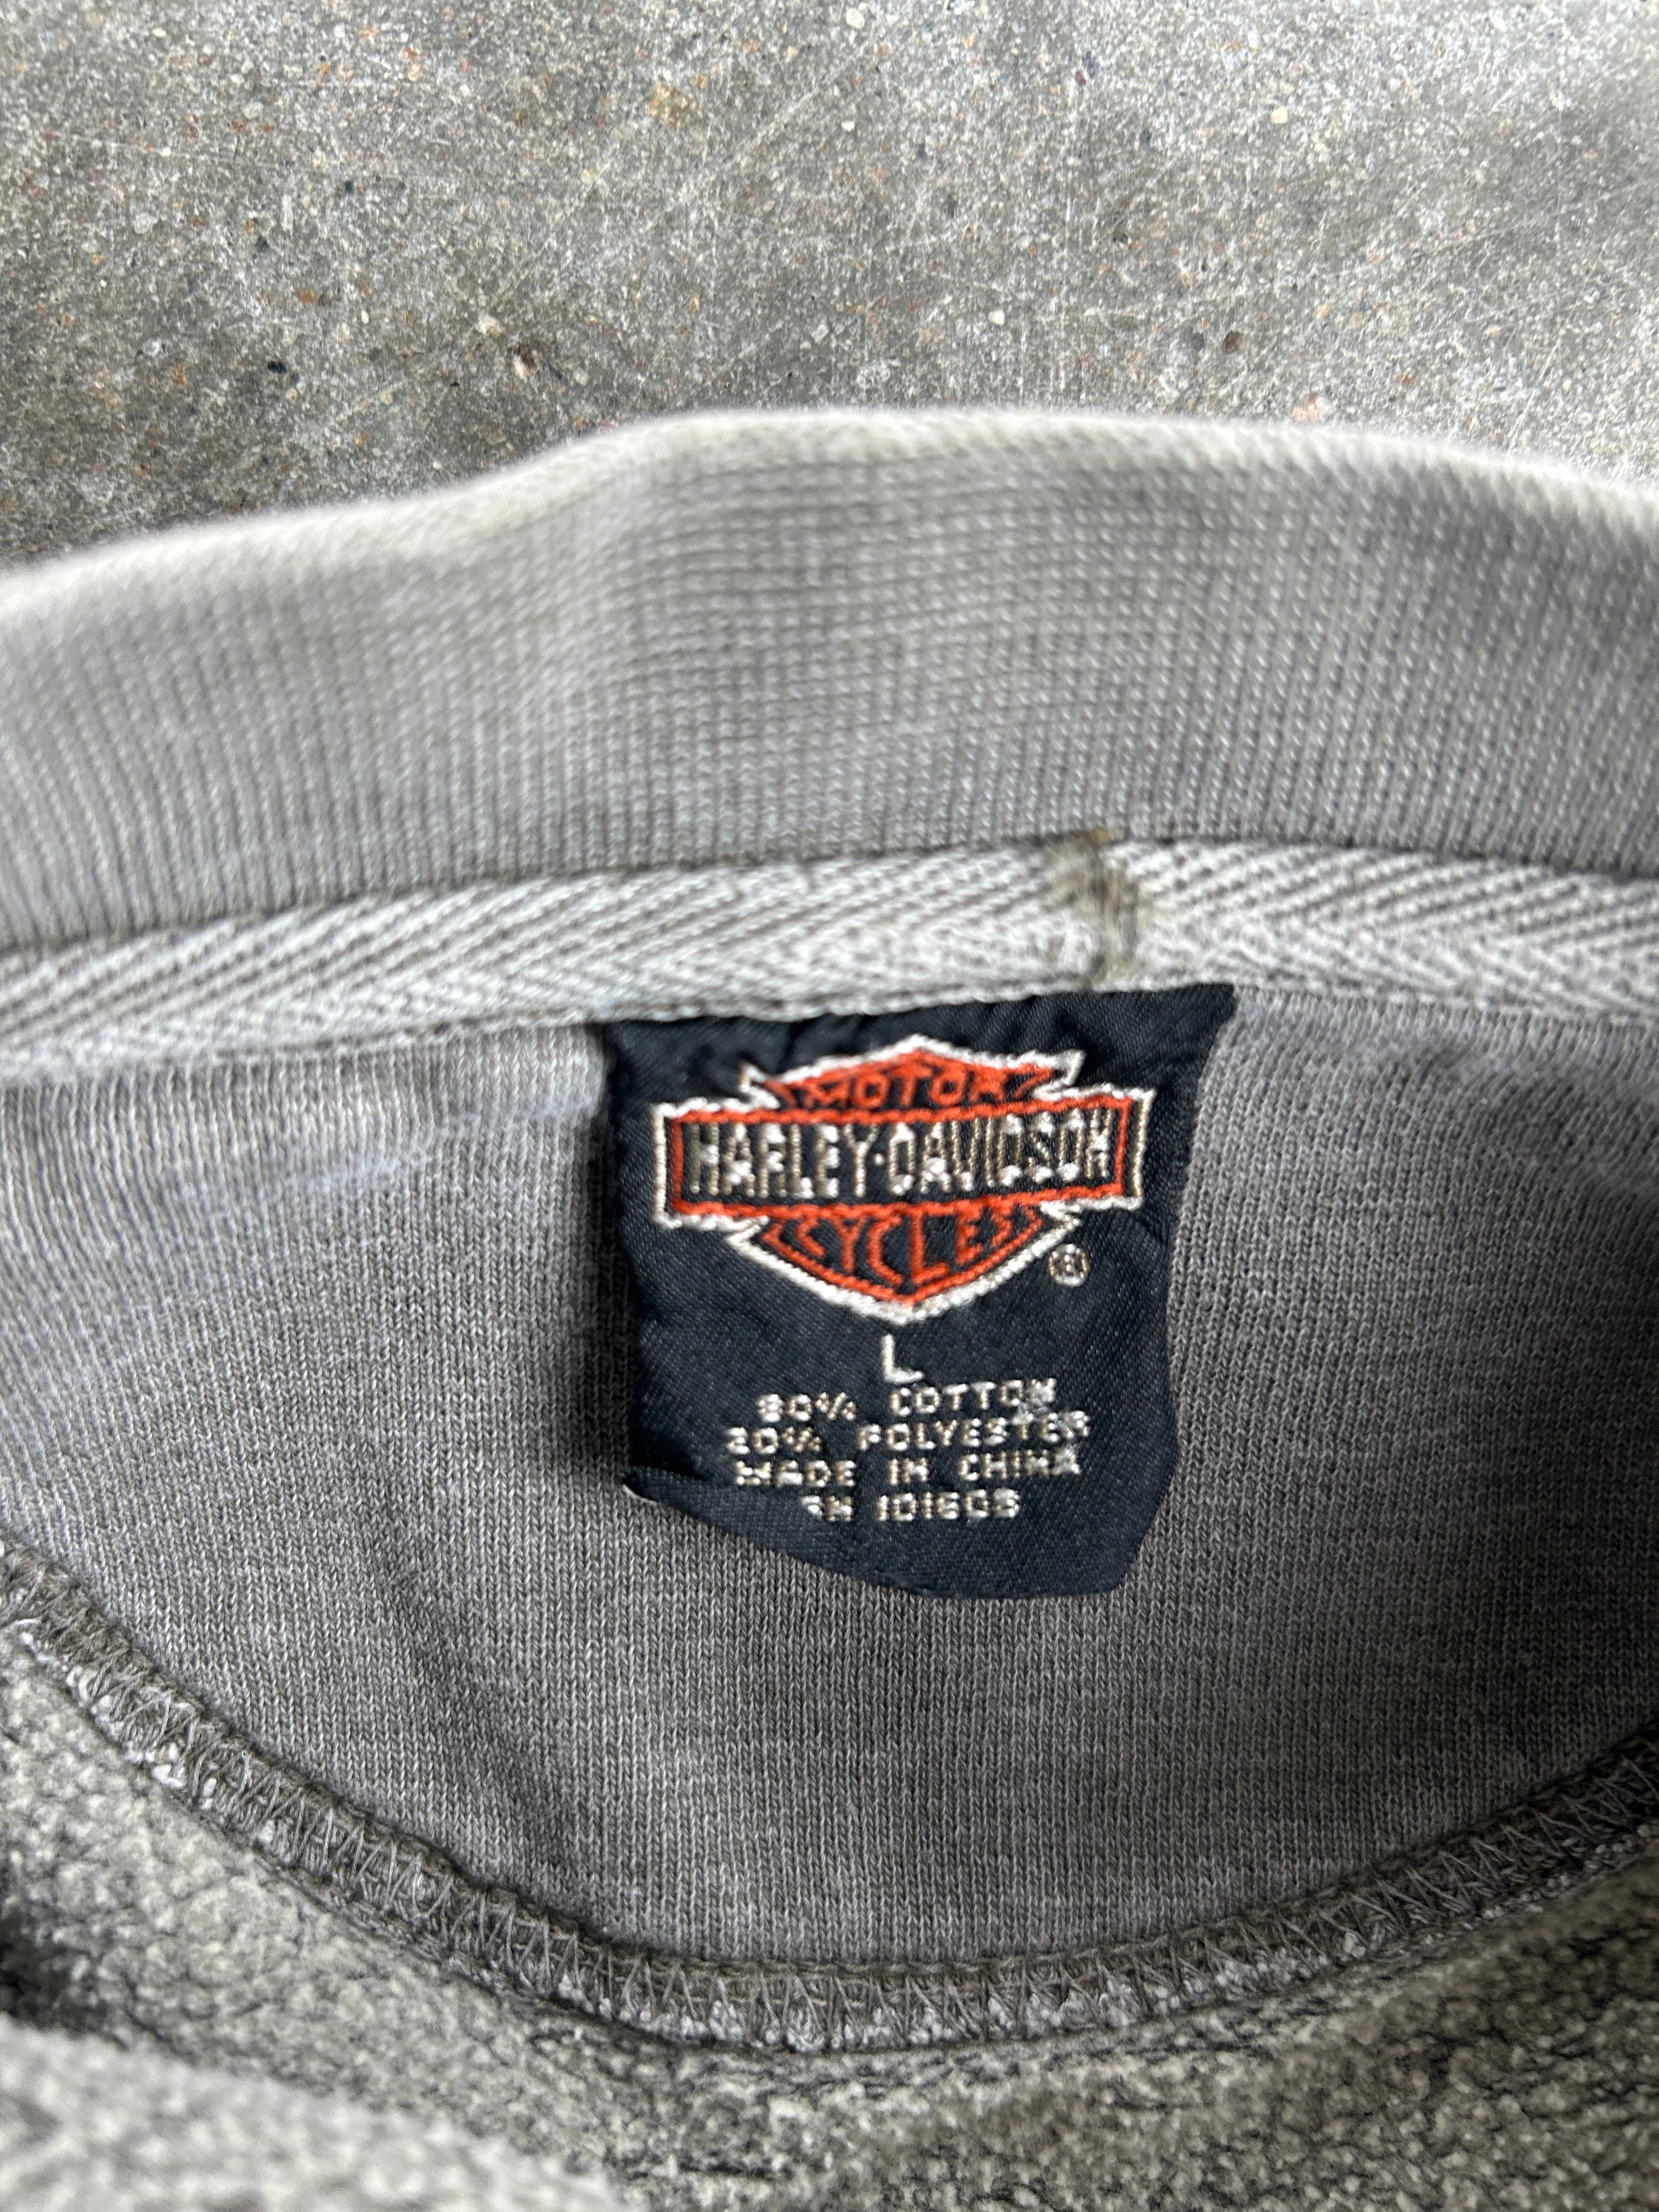 MOTOR
HARLEY-DAVIDSON
CYCLES
®
L
80% COTTON
20% POLYESTER
MADE IN CHINA